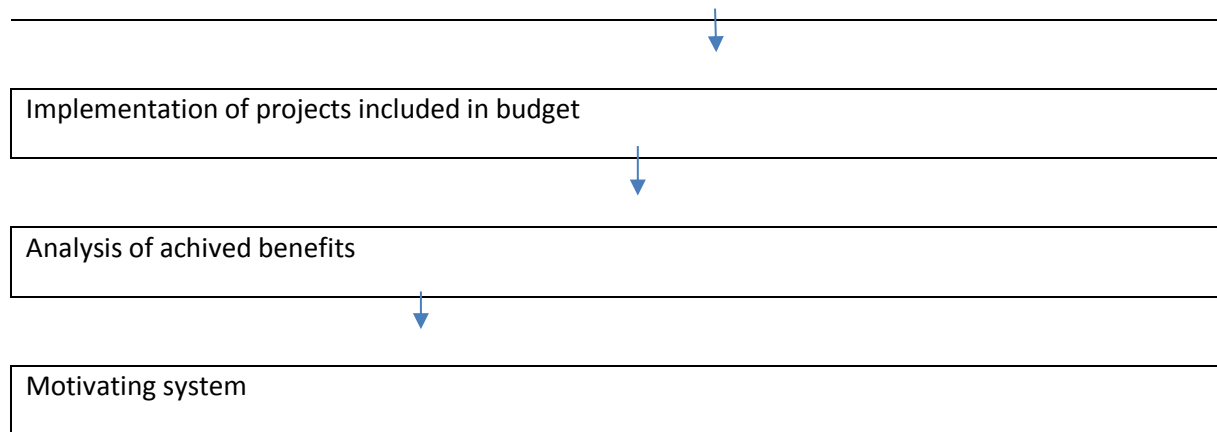 Implementation of projects included in budget
Analysis of achived benefits
Motivating system